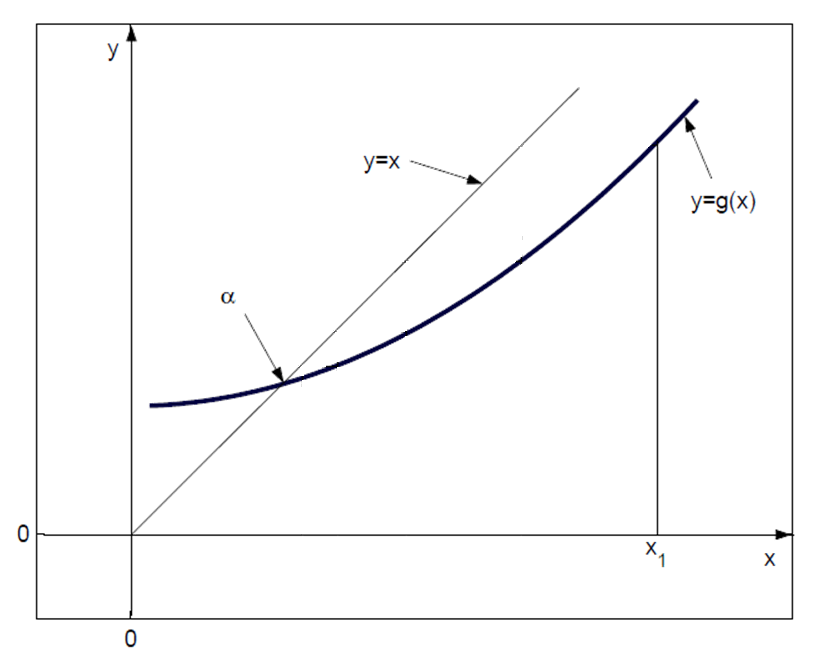 y
y=x
y=g(x)
α
0
x₁
x
0